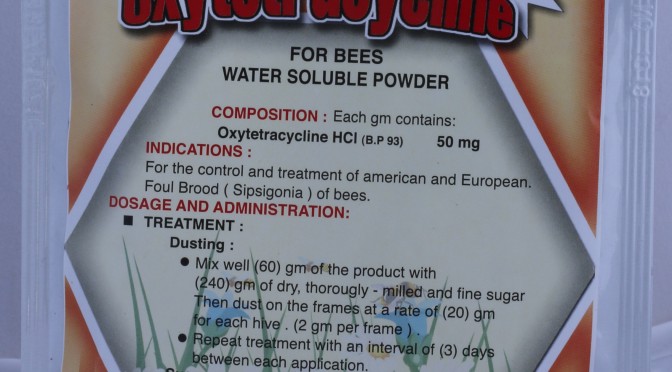 Oxytetracycline
FOR BEES
WATER SOLUBLE POWDER
COMPOSITION : Each gm contains:
Oxytetracycline HCl (B.P 93) 50 mg
INDICATIONS :
For the control and treatment of american and European.
Foul Brood ( Sipsigonia ) of bees.
DOSAGE AND ADMINISTRATION:
■ TREATMENT :
Dusting :
● Mix well (60) gm of the product with
(240) gm of dry, thorougly - milled and fine sugar
Then dust on the frames at a rate of (20) gm
for each hive . (2 gm per frame ) .
● Repeat treatment with an interval of (3) days
between each application.